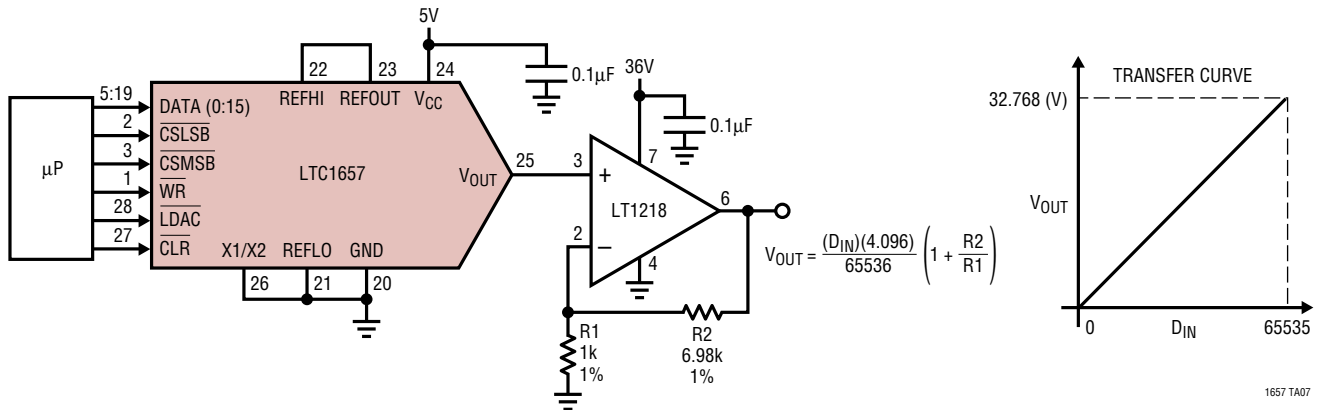 5V
22
23
24
0.1µF
36V
5:19
2
3
1
28
27
µP
DATA (0:15)
CSLSB
CSMSB
WR
LDAC
CLR
REFHI
REFOUT
VCC
LTC1657
VOUT
X1/X2
REFLO
GND
26
21
20
25
3
2
+
–
LT1218
7
4
6
0.1µF
R1
1k
1%
R2
6.98k
1%
VOUT = (DIN)(4.096) / 65536 (1 + R2 / R1)
TRANSFER CURVE
32.768 (V)
VOUT
0
DIN
65535
1657 TA07